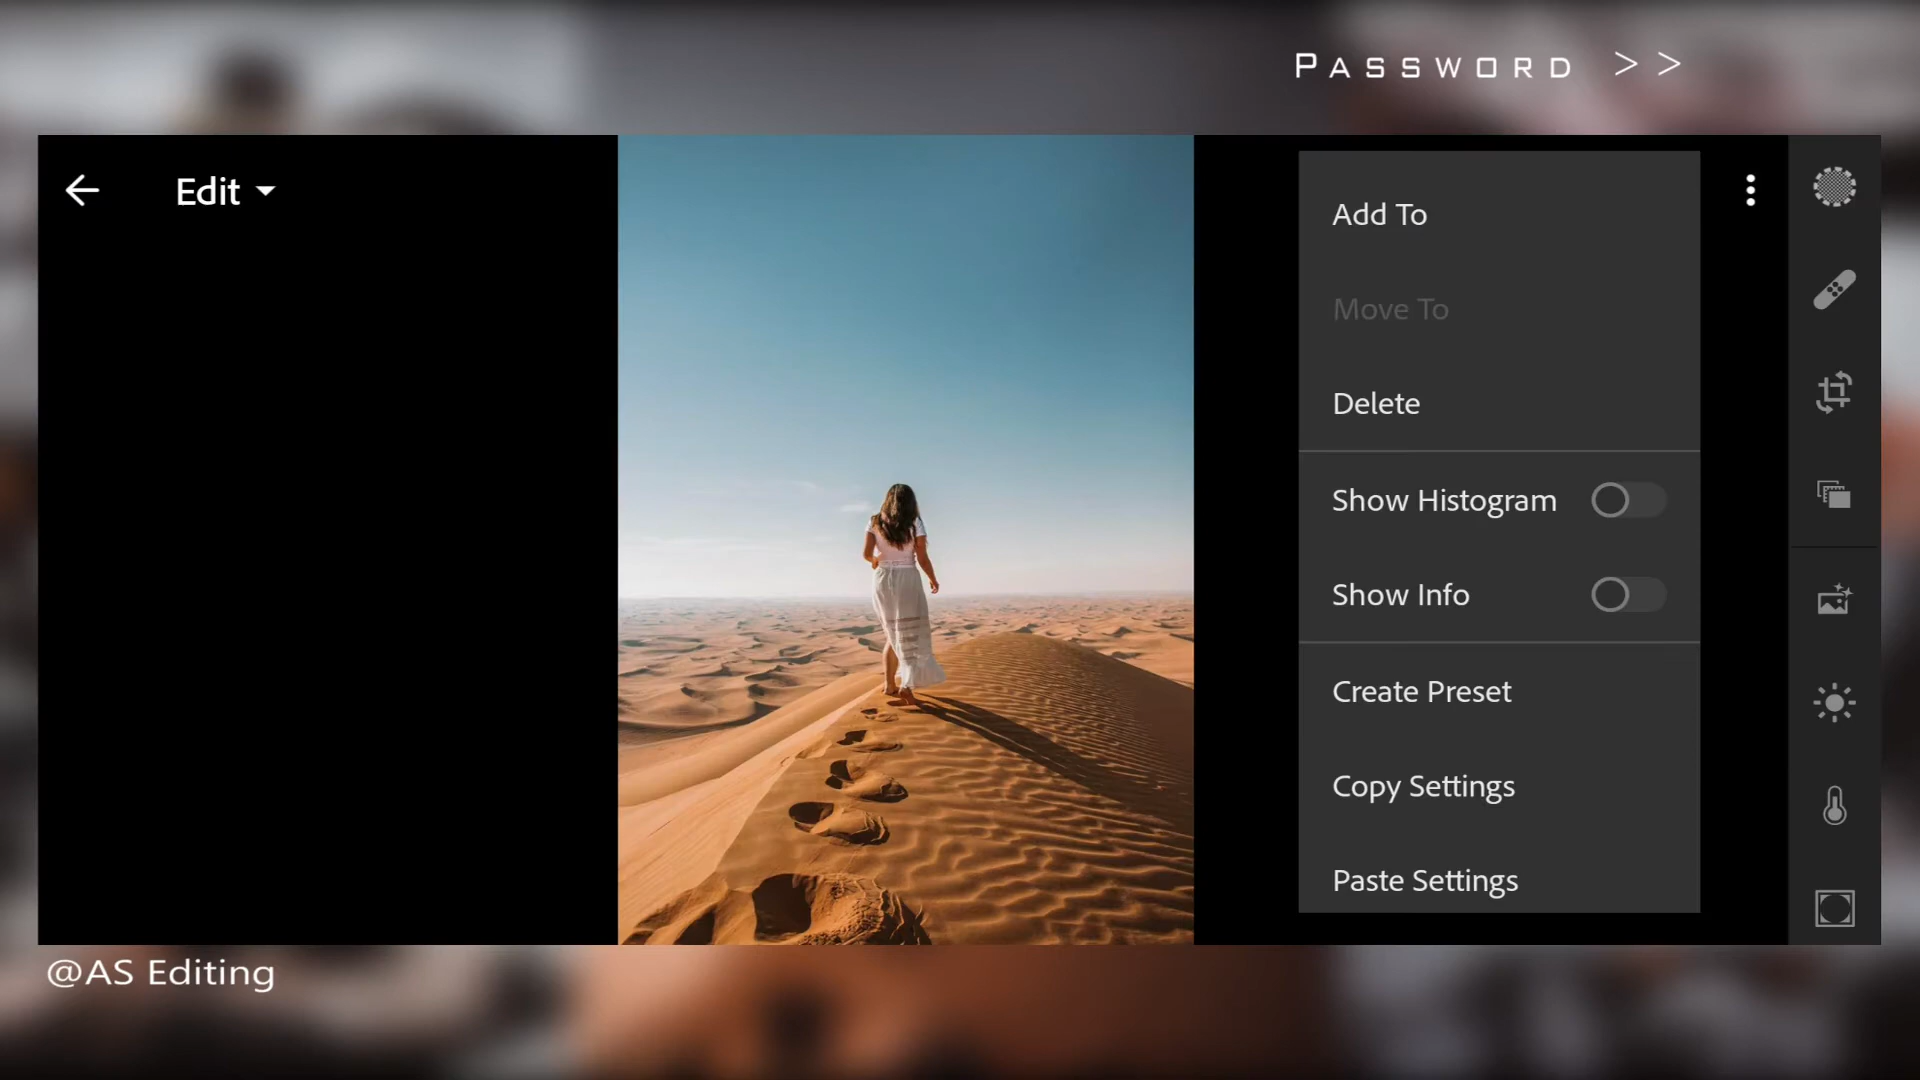 PASSWORD >>
Edit
Add To
Move To
Delete
Show Histogram
Show Info
Create Preset
Copy Settings
Paste Settings
@AS Editing